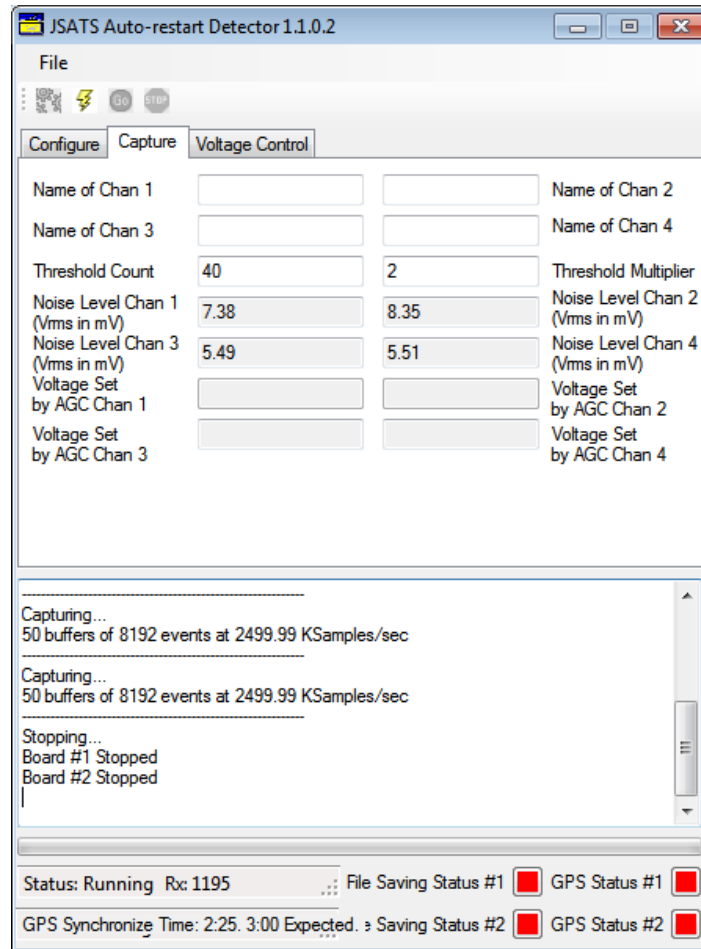 JSATS Auto-restart Detector 1.1.0.2
File
Go STOP
Configure Capture Voltage Control
Name of Chan 1 Name of Chan 2
Name of Chan 3 Name of Chan 4
Threshold Count 40 2 Threshold Multiplier
Noise Level Chan 1 (Vrms in mV) 7.38 8.35 Noise Level Chan 2 (Vrms in mV)
Noise Level Chan 3 (Vrms in mV) 5.49 5.51 Noise Level Chan 4 (Vrms in mV)
Voltage Set by AGC Chan 1 Voltage Set by AGC Chan 2
Voltage Set by AGC Chan 3 Voltage Set by AGC Chan 4
------------------------------------------------------------
Capturing...
50 buffers of 8192 events at 2499.99 KSamples/sec
------------------------------------------------------------
Capturing...
50 buffers of 8192 events at 2499.99 KSamples/sec
------------------------------------------------------------
Stopping...
Board #1 Stopped
Board #2 Stopped
Status: Running Rx: 1195 File Saving Status #1 GPS Status #1
GPS Synchronize Time: 2:25. 3:00 Expected. e Saving Status #2 GPS Status #2